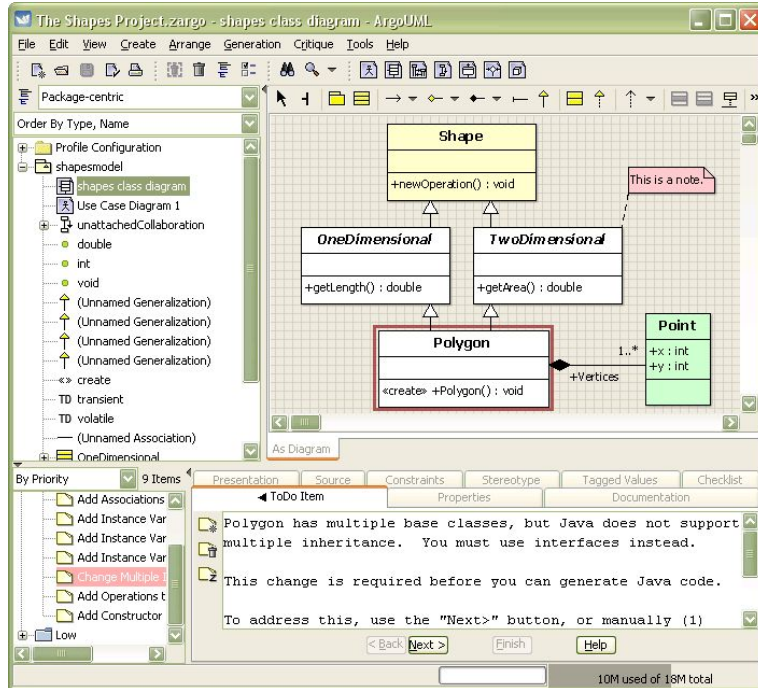 The Shapes Project.zargo - shapes class diagram - ArgoUML
File Edit View Create Arrange Generation Critique Tools Help
Package-centric
Order By Type, Name
Profile Configuration
shapesmodel
shapes class diagram
Use Case Diagram 1
unattachedCollaboration
double
int
void
(Unnamed Generalization)
(Unnamed Generalization)
(Unnamed Generalization)
(Unnamed Generalization)
«» create
TD transient
TD volatile
(Unnamed Association)
OneDimensional
Shape
+newOperation() : void
This is a note.
OneDimensional
+getLength() : double
TwoDimensional
+getArea() : double
Polygon
«create» +Polygon() : void
1..*
+Vertices
Point
+x : int
+y : int
As Diagram
By Priority 9 Items
Add Associations
Add Instance Var
Add Instance Var
Add Instance Var
Change Multiple I
Add Operations t
Add Constructor
Low
Presentation Source Constraints Stereotype Tagged Values Checklist
ToDo Item Properties Documentation
Polygon has multiple base classes, but Java does not support
multiple inheritance. You must use interfaces instead.
This change is required before you can generate Java code.
To address this, use the "Next>" button, or manually (1)
< Back Next > Finish Help
10M used of 18M total